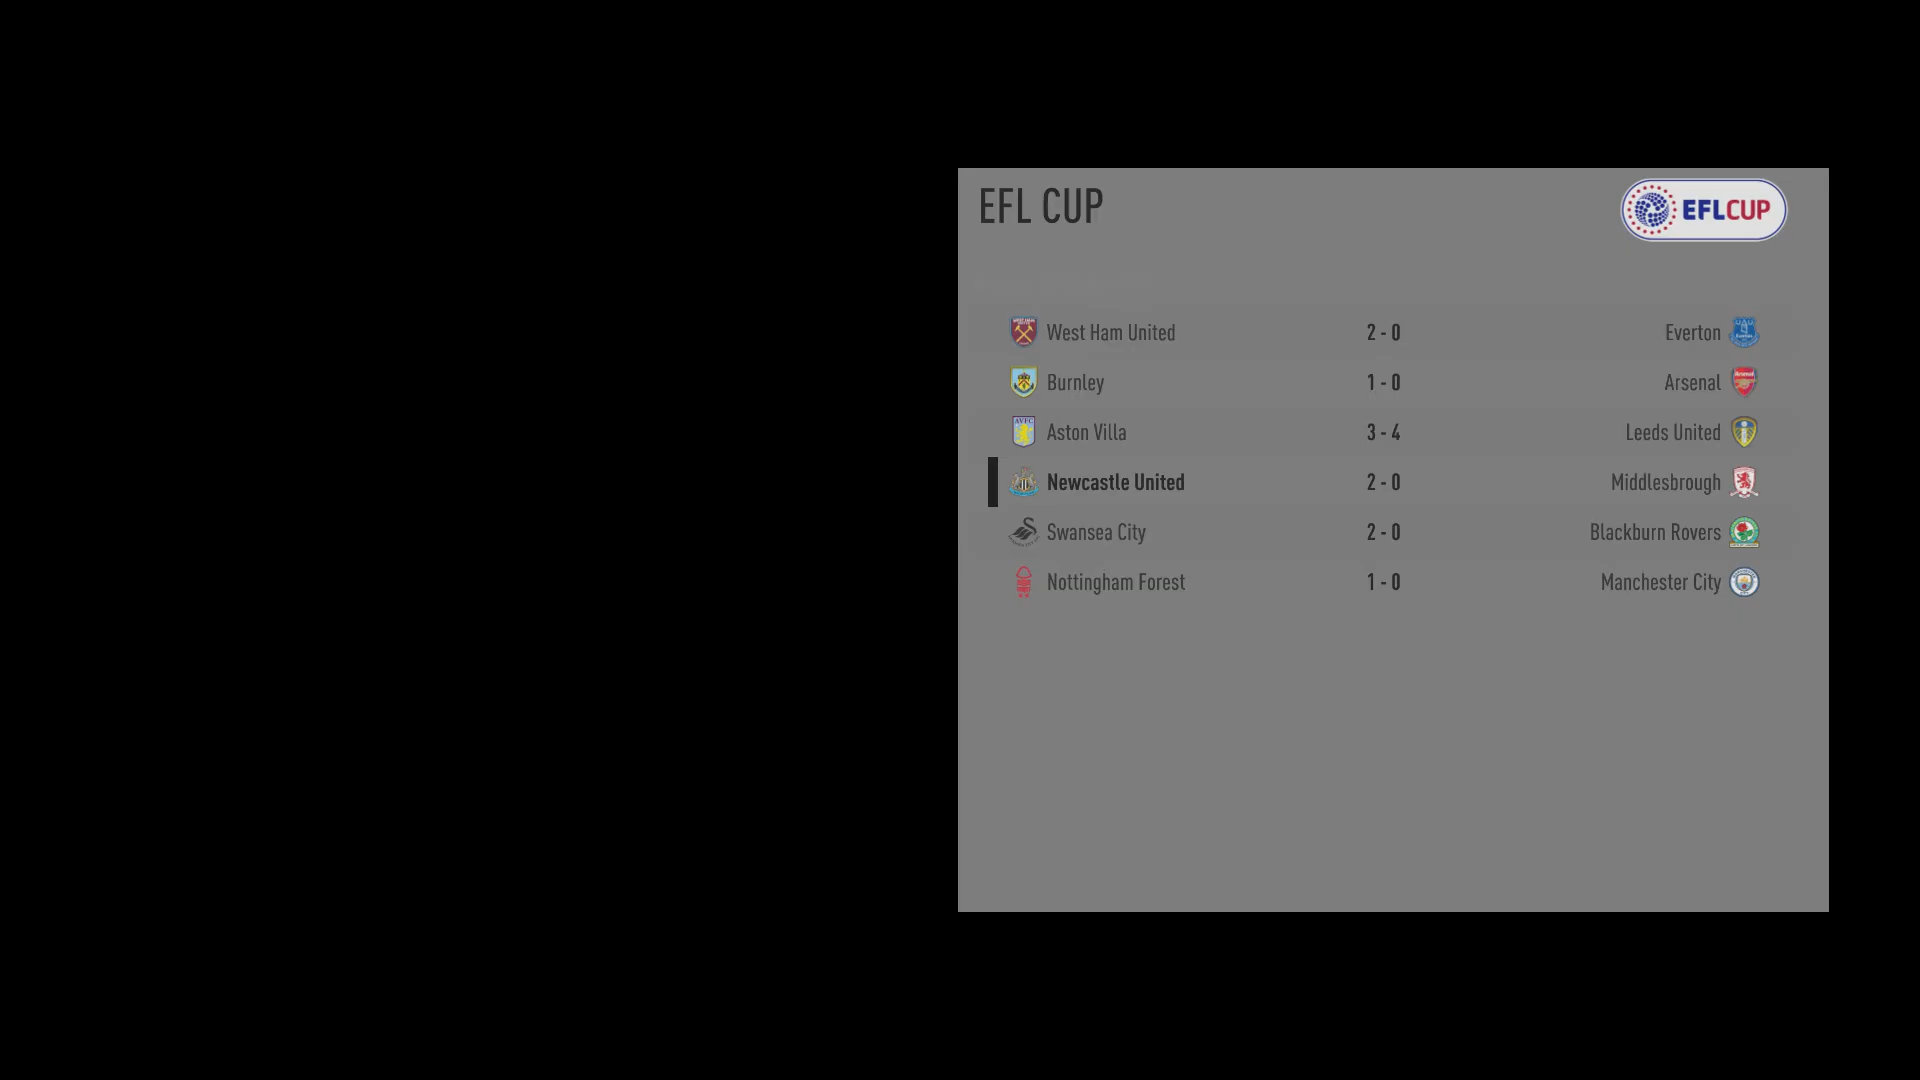 EFL CUP
EFLCUP
West Ham United 2 - 0 Everton
Burnley 1 - 0 Arsenal
Aston Villa 3 - 4 Leeds United
Newcastle United 2 - 0 Middlesbrough
Swansea City 2 - 0 Blackburn Rovers
Nottingham Forest 1 - 0 Manchester City